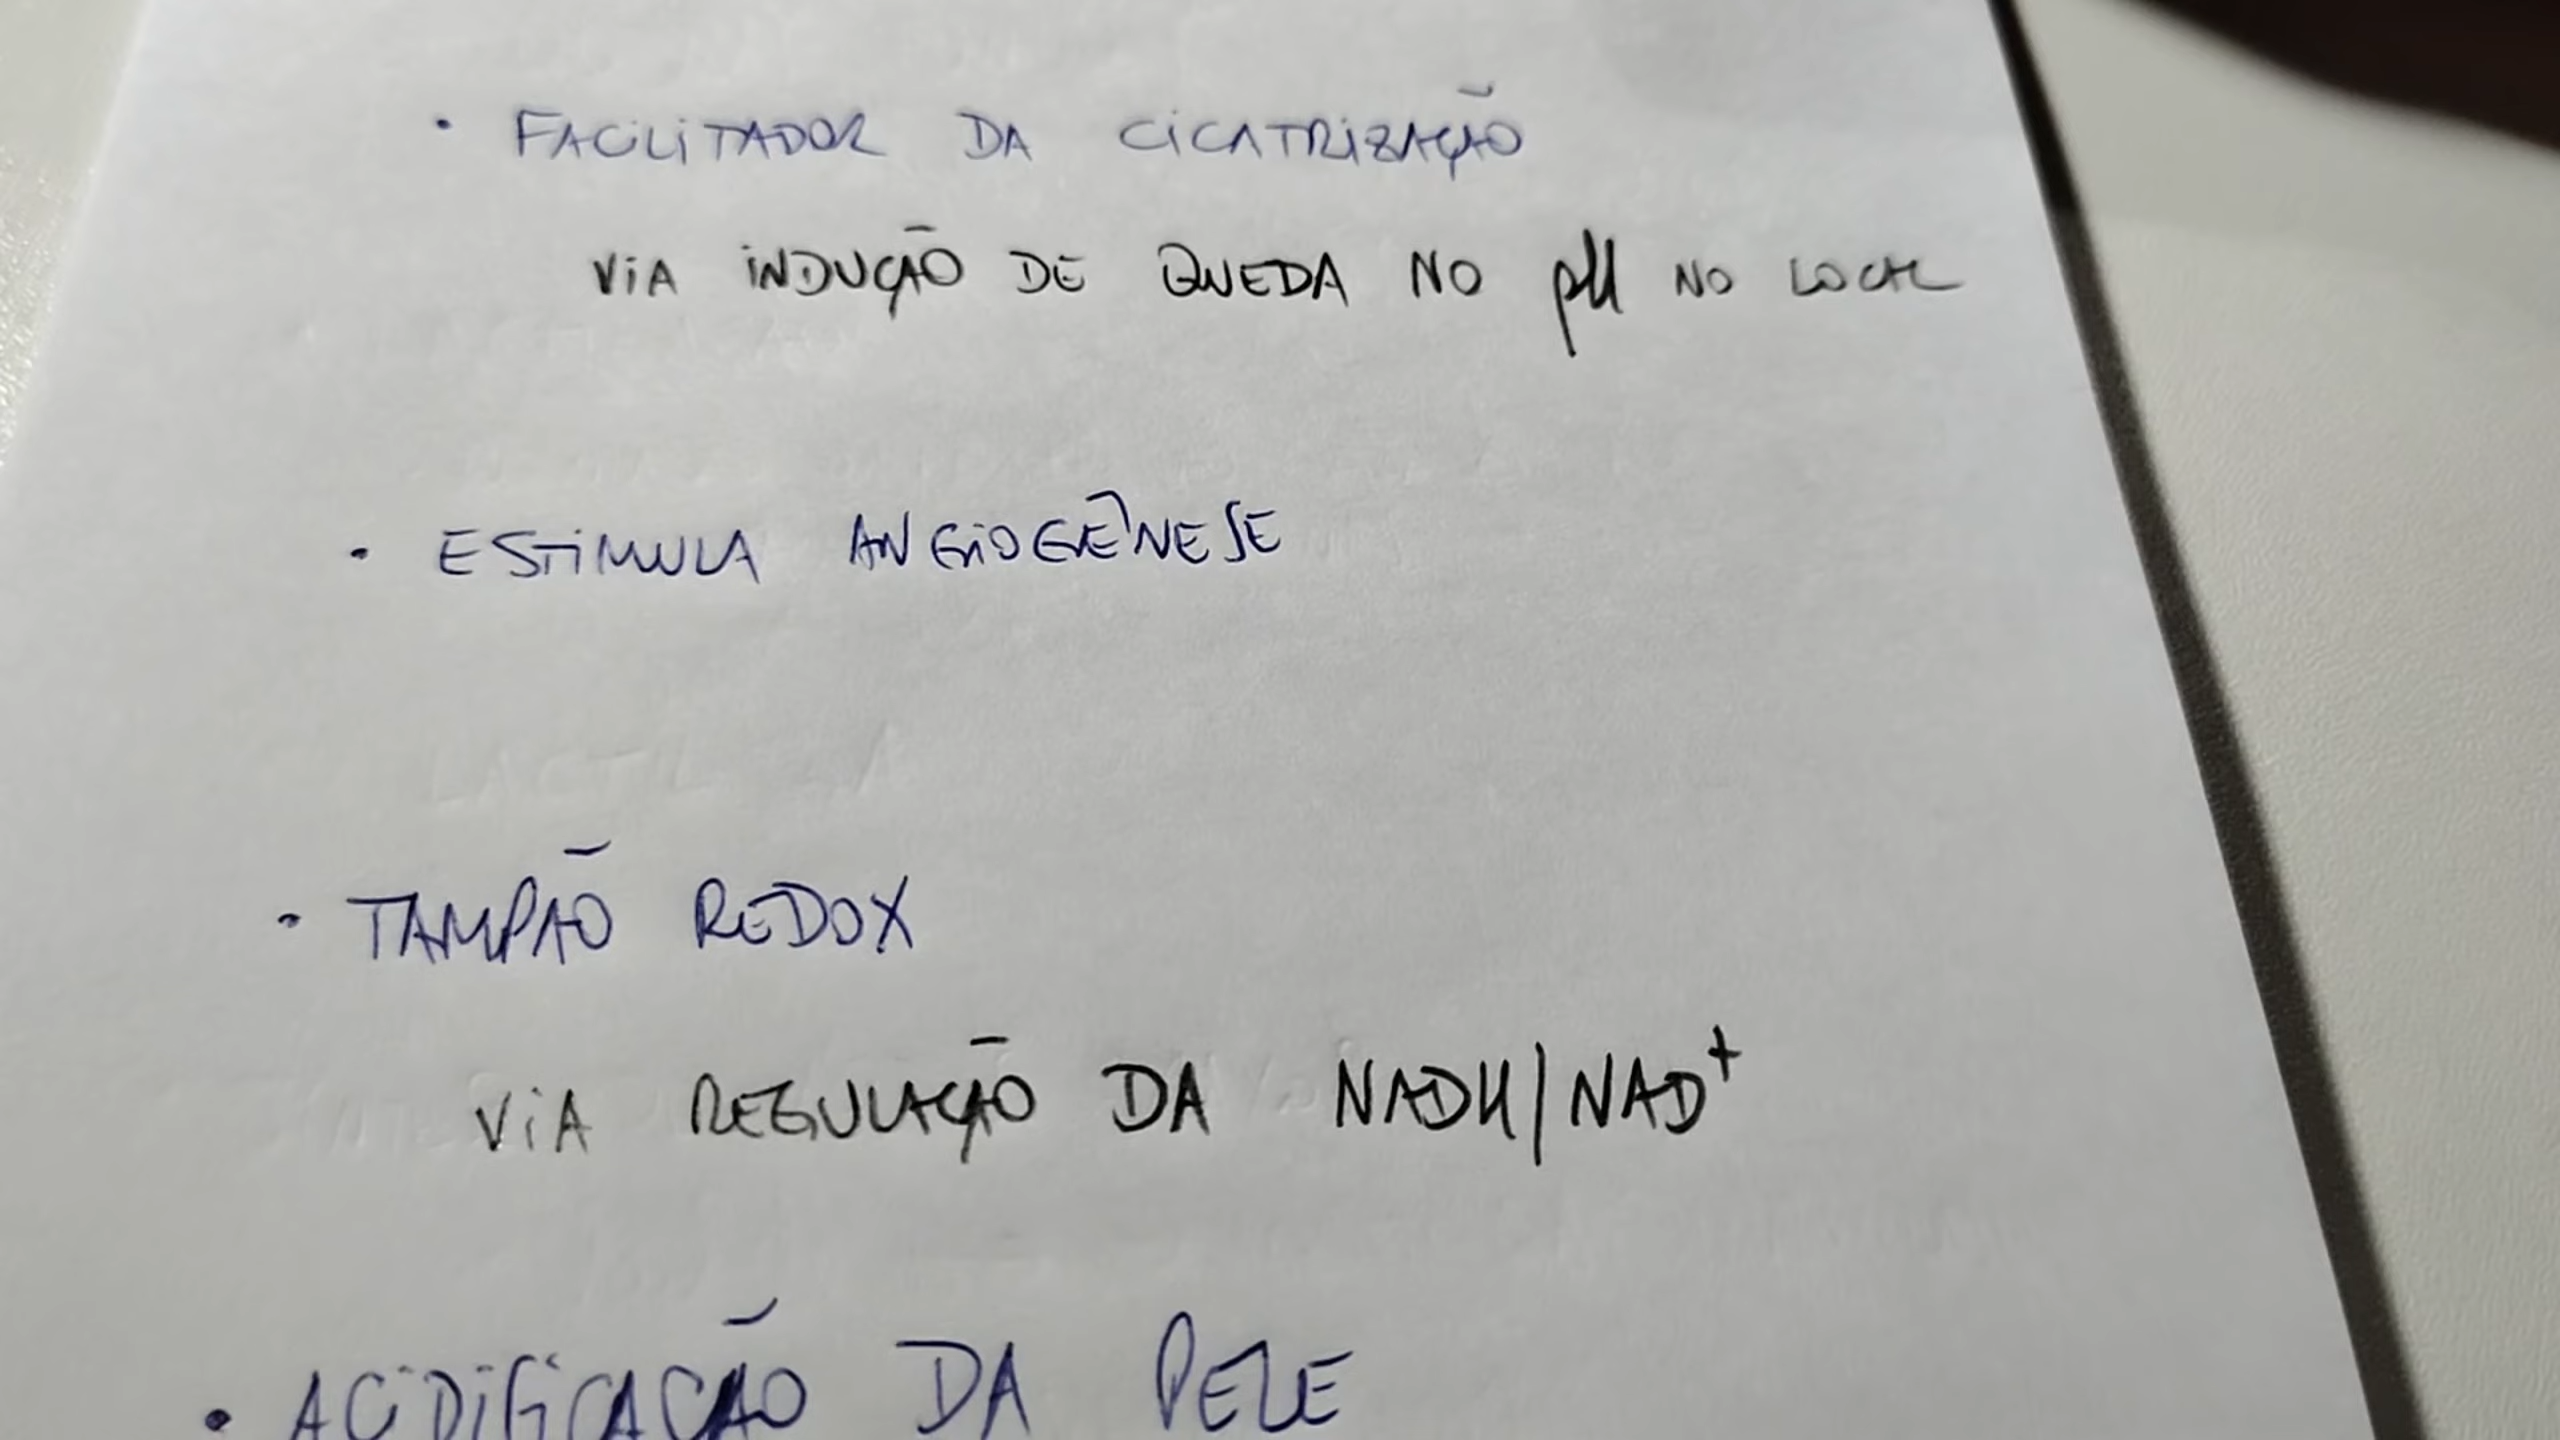 · FACILITADOR DA CICATRIZAÇÃO
VIA INDUÇÃO DE QUEDA NO pH NO LOCAL
· ESTIMULA ANGIOGÊNESE
· TAMPÃO REDOX
VIA REGULAÇÃO DA NADH/NAD⁺
· ACIDIFICAÇÃO DA PELE